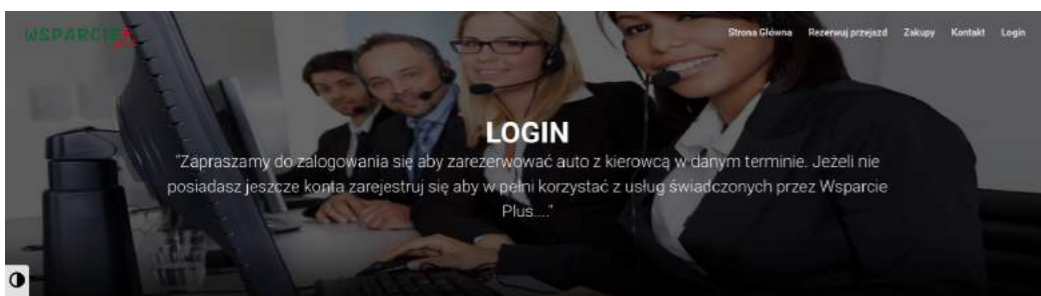 WSPARCIE
Strona Główna Rezerwuj przejazd Zakupy Kontakt Login
LOGIN
"Zapraszamy do zalogowania się aby zarezerwować auto z kierowcą w danym terminie. Jeżeli nie
posiadasz jeszcze konta zarejestruj się aby w pełni korzystać z usług świadczonych przez Wsparcie
Plus...."